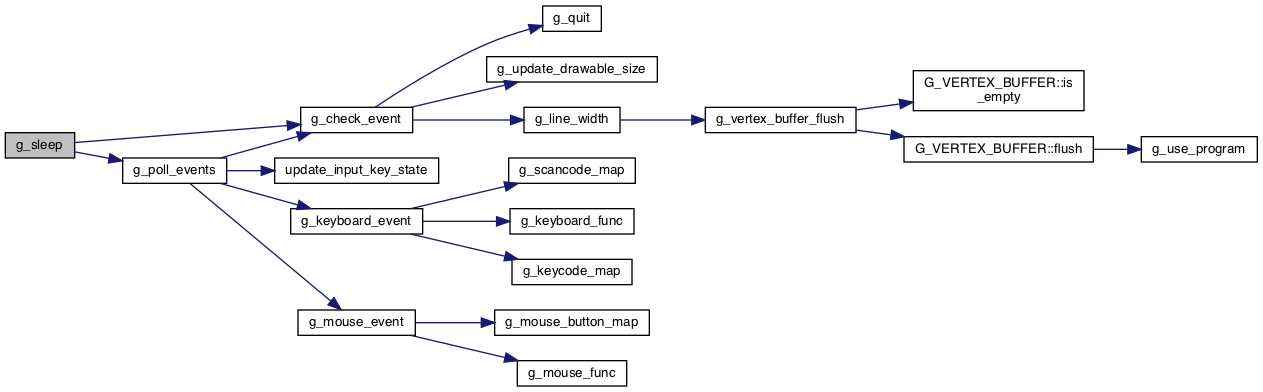 g_quit
g_update_drawable_size
G_VERTEX_BUFFER::is
_empty
g_check_event
g_line_width
g_vertex_buffer_flush
g_sleep
G_VERTEX_BUFFER::flush
g_use_program
g_poll_events
update_input_key_state
g_scancode_map
g_keyboard_event
g_keyboard_func
g_keycode_map
g_mouse_event
g_mouse_button_map
g_mouse_func